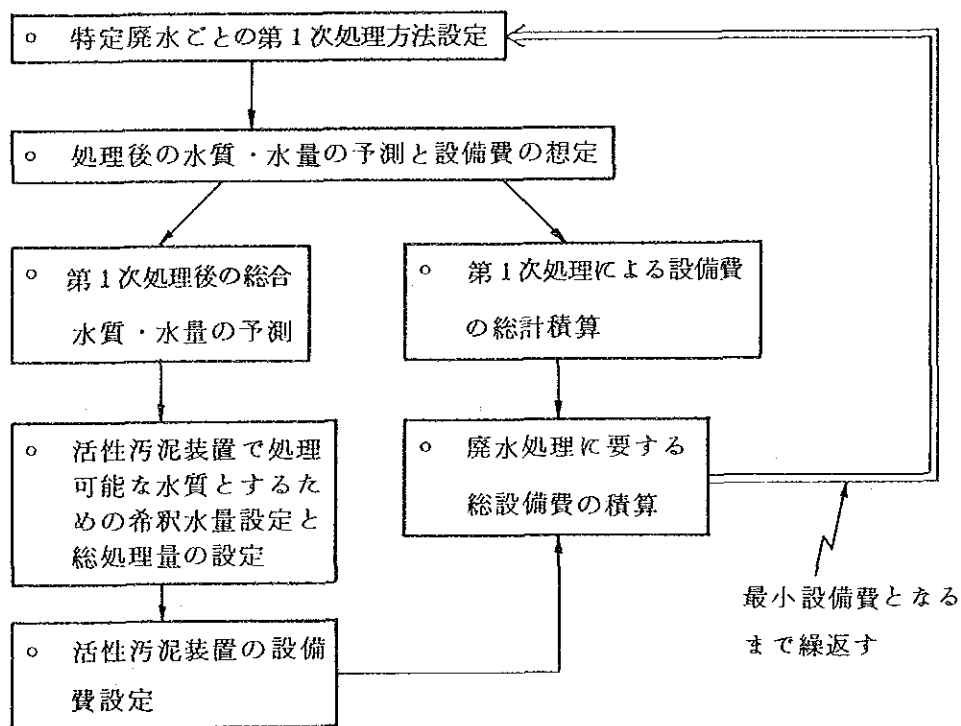 ○ 特定廃水ごとの第1次処理方法設定
○ 処理後の水質・水量の予測と設備費の想定
○ 第1次処理後の総合
水質・水量の予測
○ 第1次処理による設備費
の総計積算
○ 活性汚泥装置で処理
可能な水質とするた
めの希釈水量設定と
総処理量の設定
○ 廃水処理に要する
総設備費の積算
最小設備費となる
まで繰返す
○ 活性汚泥装置の設備
費設定